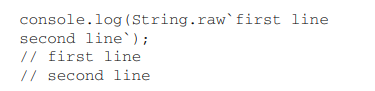 console.log(String.raw`first line
second line`);
// first line
// second line